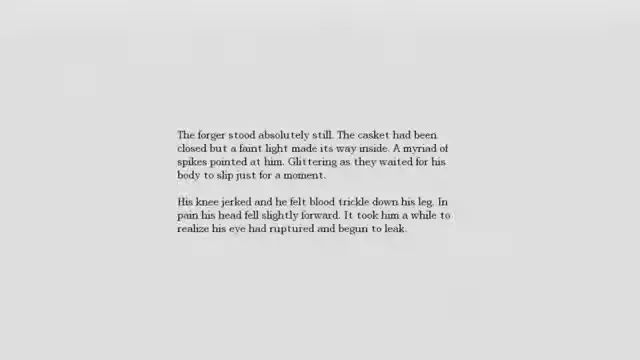 The forger stood absolutely still. The casket had been
closed but a faint light made its way inside. A myriad of
spikes pointed at him. Glittering as they waited for his
body to slip just for a moment.
His knee jerked and he felt blood trickle down his leg. In
pain his head fell slightly forward. It took him a while to
realize his eye had ruptured and begun to leak.